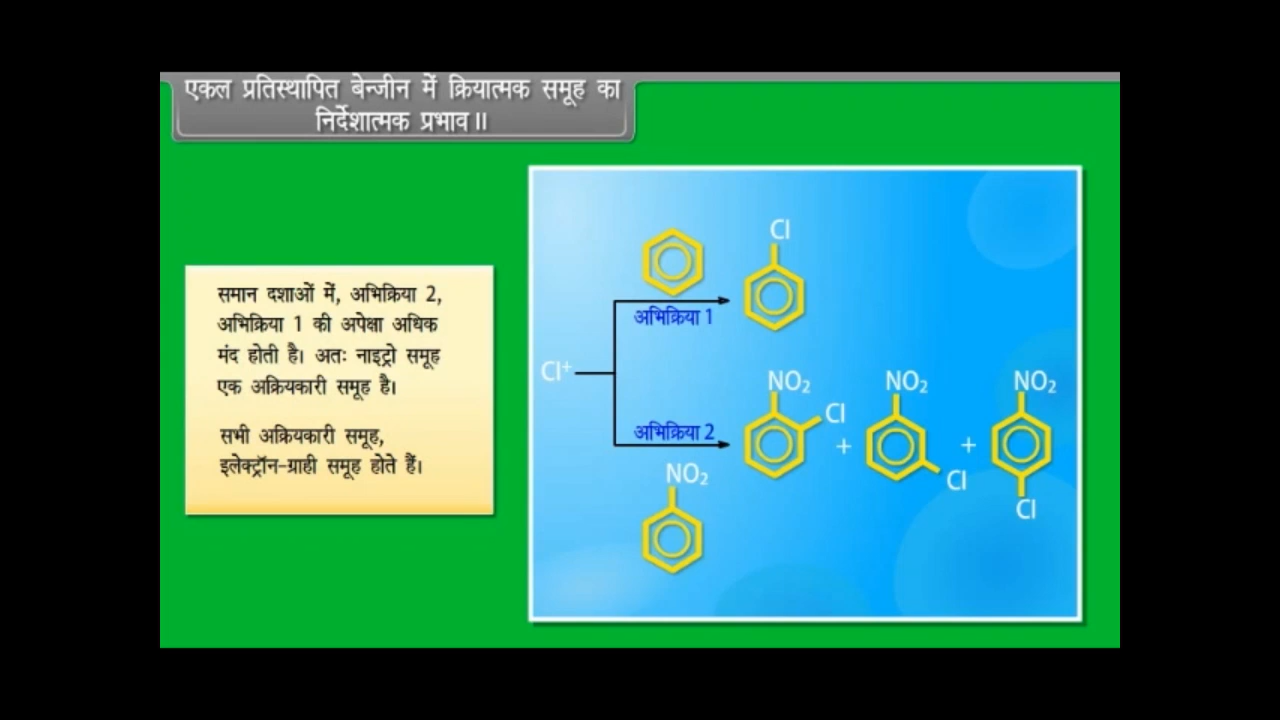 एकल प्रतिस्थापित बेन्जीन में क्रियात्मक समूह का
निर्देशात्मक प्रभाव॥
समान दशाओं में, अभिक्रिया 2,
अभिक्रिया 1 की अपेक्षा अधिक
मंद होती है। अतः नाइट्रो समूह
एक अक्रियकारी समूह है।
सभी अक्रियकारी समूह,
इलेक्ट्रॉन-ग्राही समूह होते हैं।
Cl
अभिक्रिया 1
Cl⁺
NO₂ NO₂ NO₂
Cl
अभिक्रिया 2
+ +
NO₂
Cl
Cl